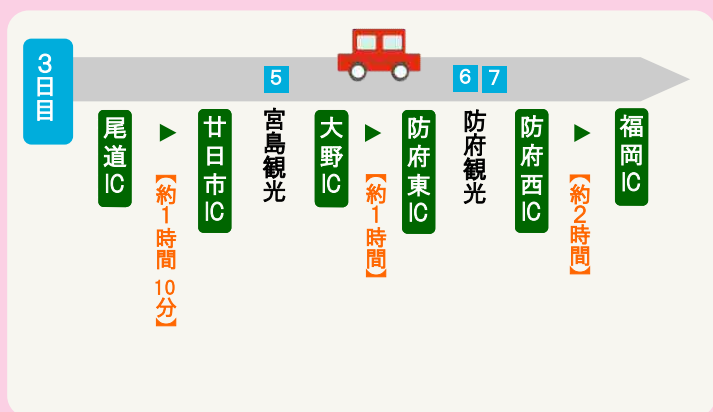 3日目
尾道IC
▶
【約1時間10分】
廿日市IC
5
宮島観光
大野IC
▶
【約1時間】
防府東IC
6 7
防府観光
防府西IC
▶
【約2時間】
福岡IC